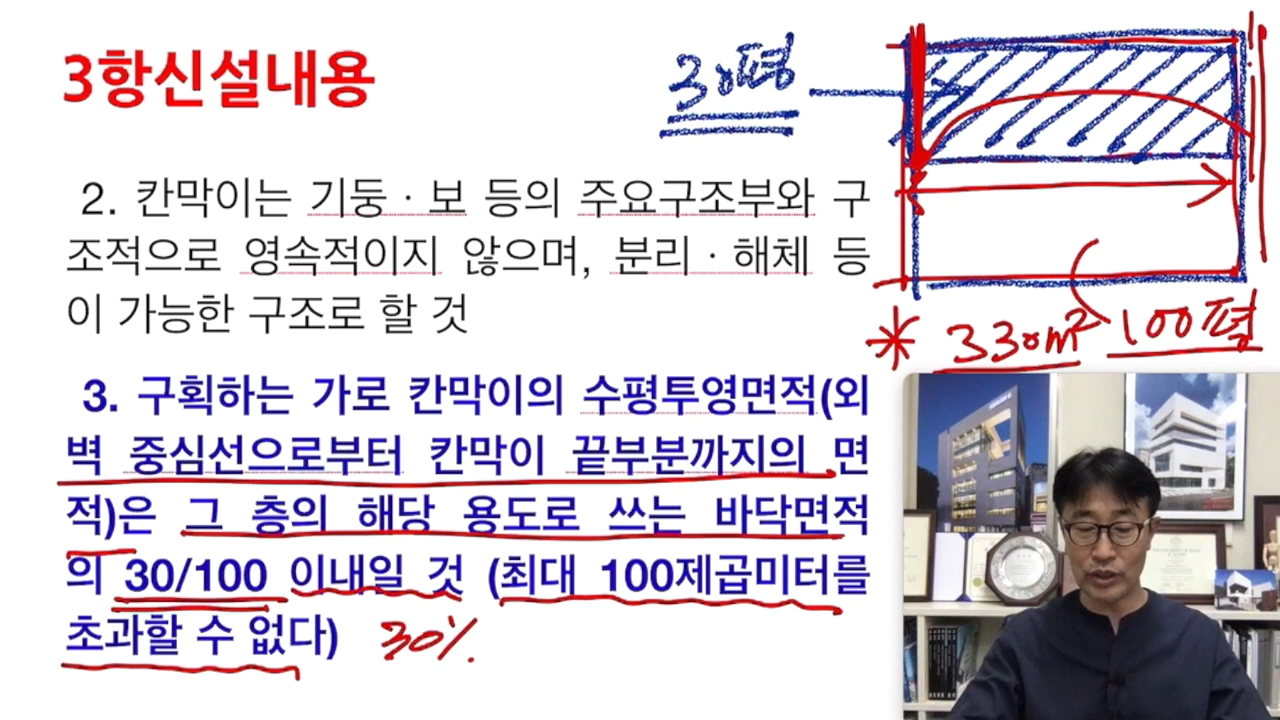 3항신설내용
30평
2. 칸막이는 기둥 · 보 등의 주요구조부와 구
조적으로 영속적이지 않으며, 분리 · 해체 등
이 가능한 구조로 할 것
* 330m² 100평
3. 구획하는 가로 칸막이의 수평투영면적(외
벽 중심선으로부터 칸막이 끝부분까지의 면
적)은 그 층의 해당 용도로 쓰는 바닥면적
의 30/100 이내일 것 (최대 100제곱미터를
초과할 수 없다) 30%